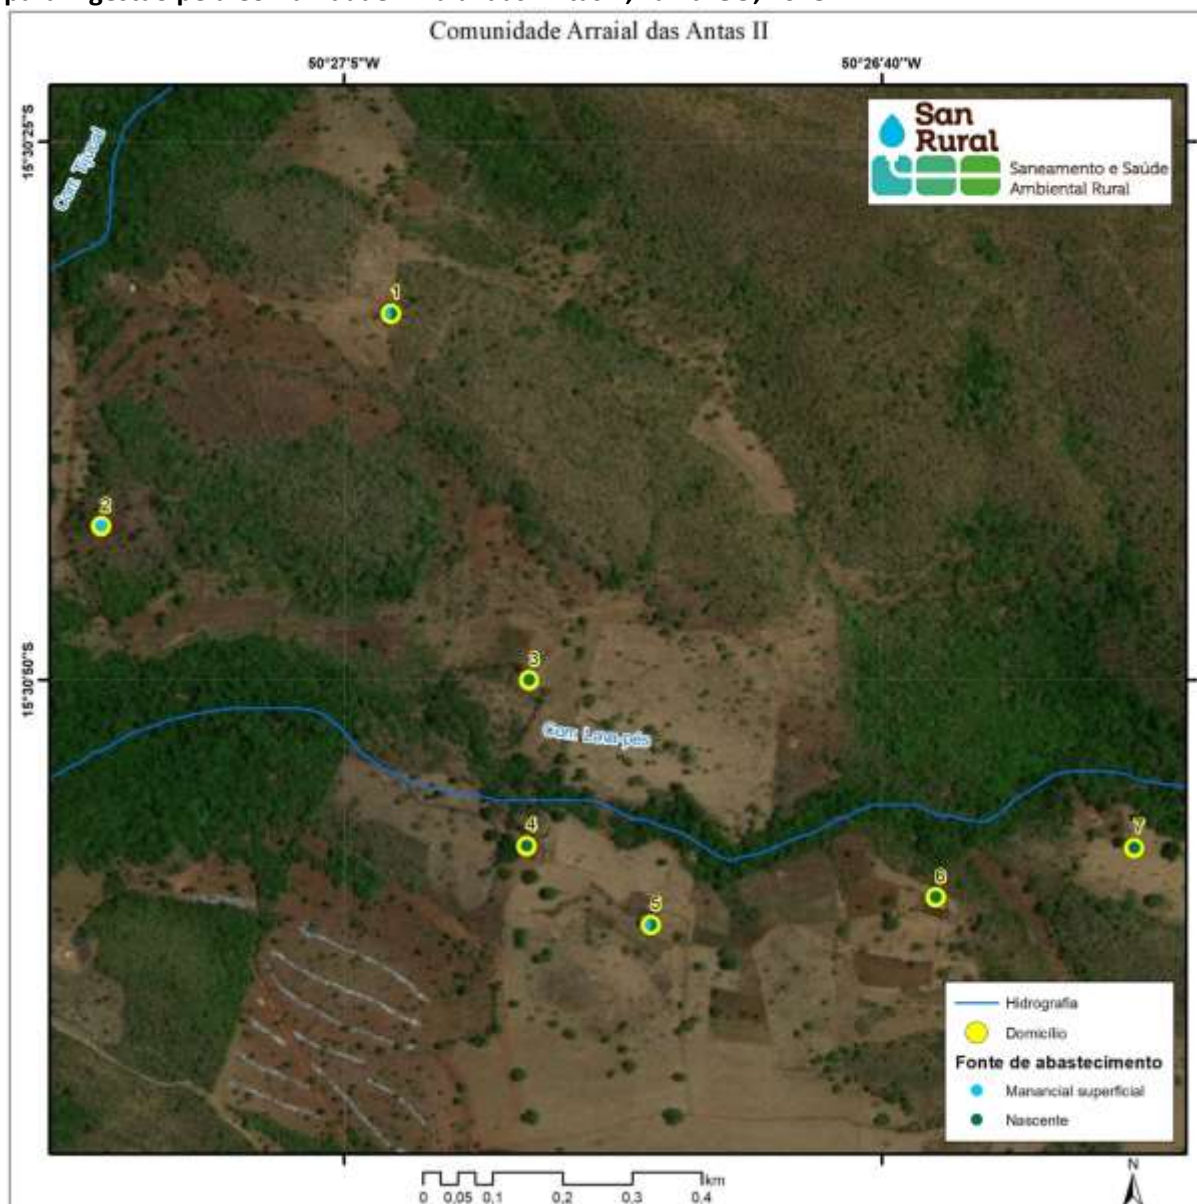 Comunidade Arraial das Antas II
50°27'5"W
50°26'40"W
15°30'25"S
San
Rural
Saneamento e Saúde
Ambiental Rural
1
2
3
15°30'50"S
4
5
6
7
Hidrografia
Domicílio
Fonte de abastecimento
Manancial superficial
Nascente
N
km
0 0,05 0,1 0,2 0,3 0,4